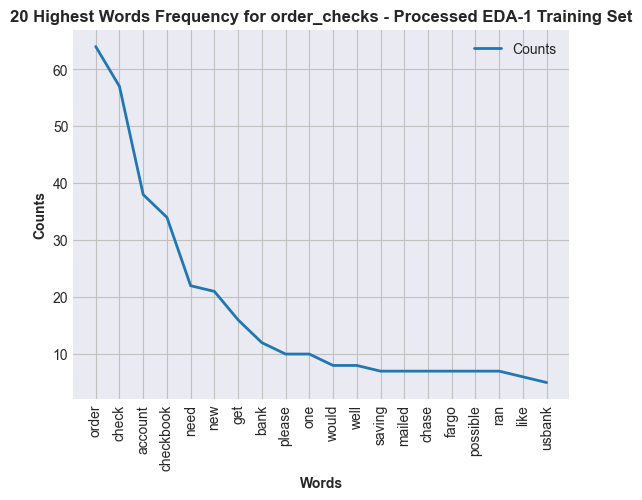 20 Highest Words Frequency for order_checks - Processed EDA-1 Training Set
Counts
60
50
40
30
20
10
Counts
order
check
account
checkbook
need
new
get
bank
please
one
would
well
saving
mailed
chase
fargo
possible
ran
like
usbank
Words